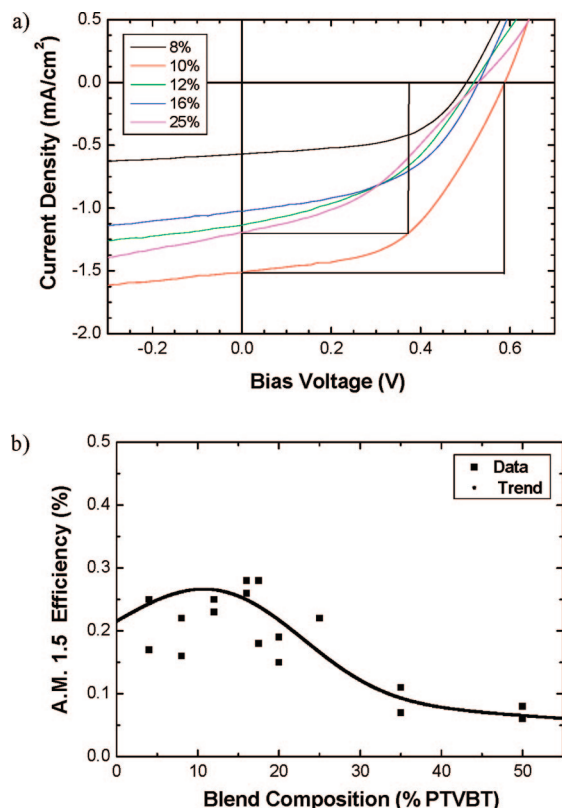 a)
0.5
0.0
-0.5
-1.0
-1.5
-2.0
Current Density (mA/cm²)
8%
10%
12%
16%
25%
-0.2 0.0 0.2 0.4 0.6
Bias Voltage (V)
b)
0.5
0.4
0.3
0.2
0.1
0.0
A.M. 1.5 Efficiency (%)
Data
Trend
0 10 20 30 40 50
Blend Composition (% PTVBT)